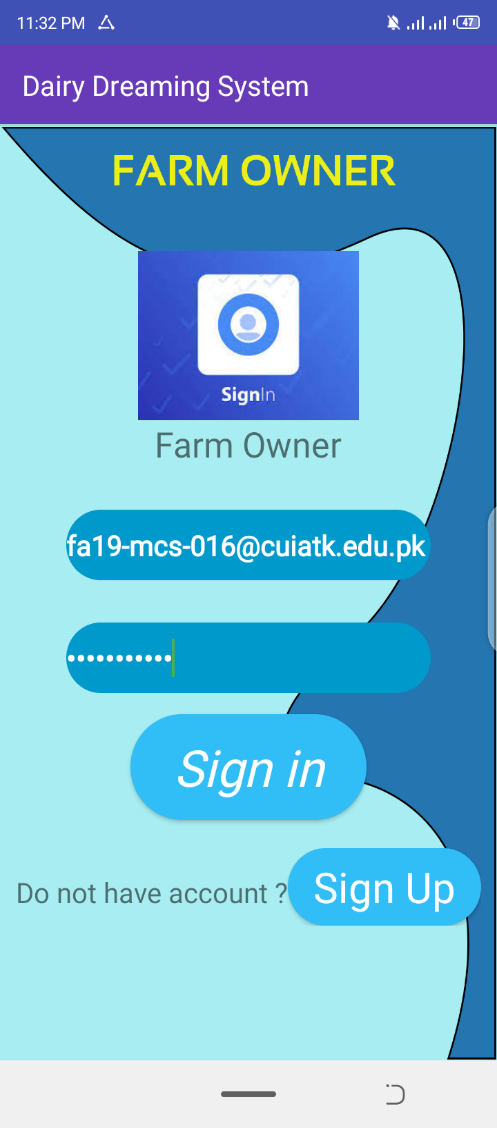 11:32 PM 47
Dairy Dreaming System
FARM OWNER
SignIn
Farm Owner
fa19-mcs-016@cuiatk.edu.pk
•••••••••••
Sign in
Do not have account ? Sign Up